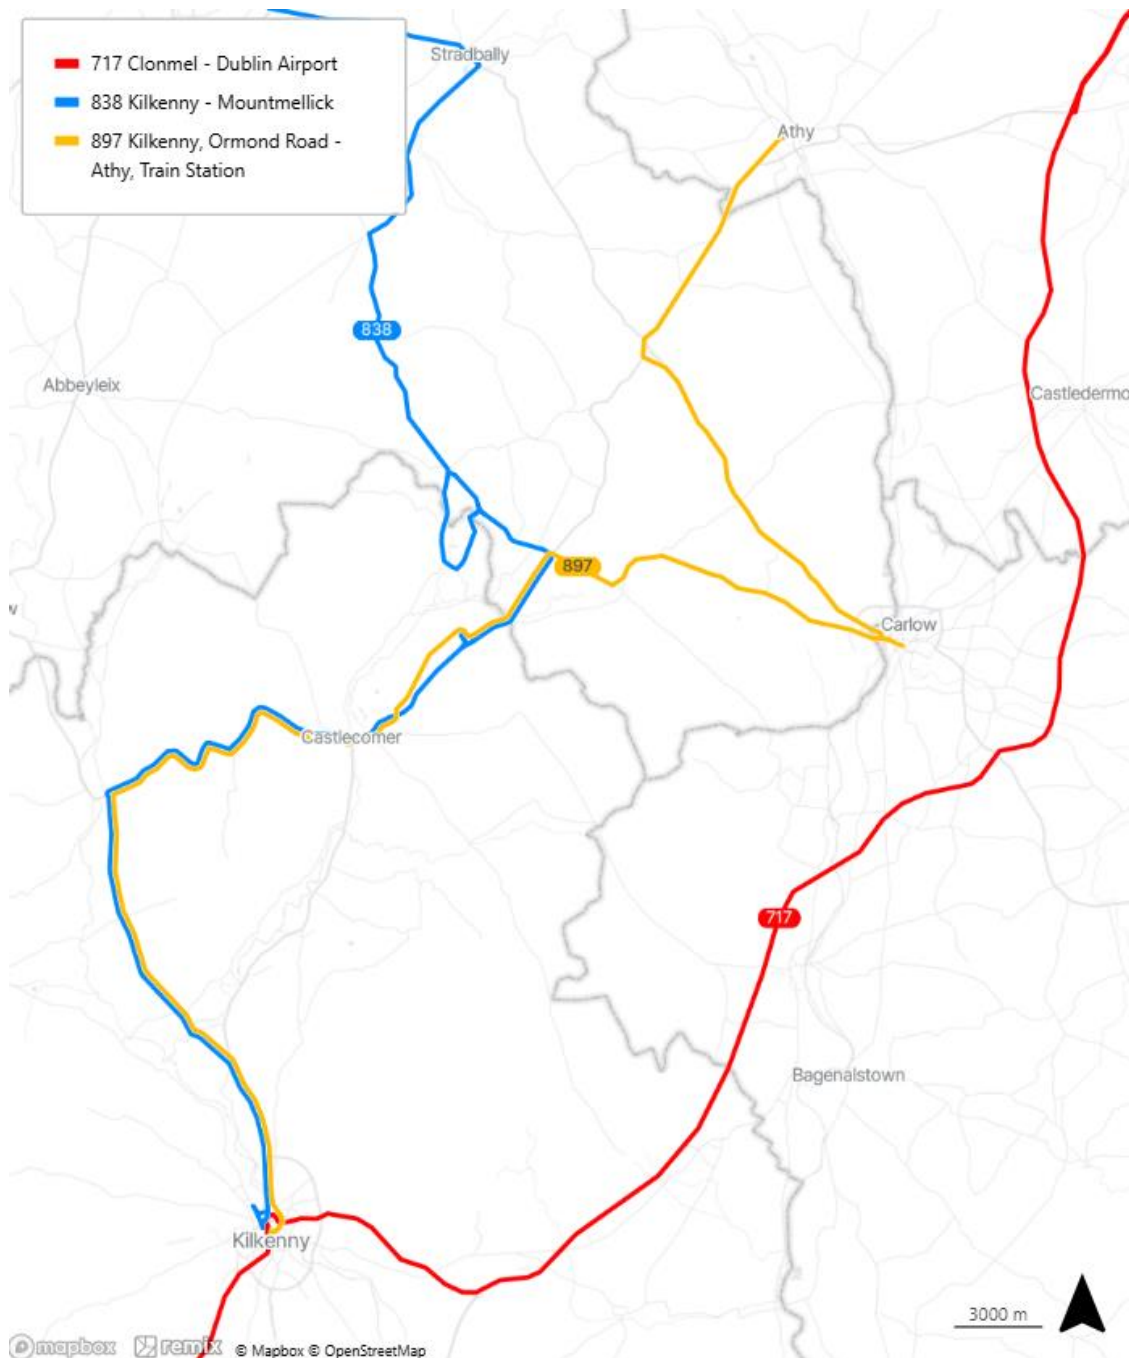 717 Clonmel - Dublin Airport
838 Kilkenny - Mountmellick
897 Kilkenny, Ormond Road -
Athy, Train Station
Stradbally
Athy
838
Abbeyleix
Castledermo
897
Carlow
Castlecomer
717
Bagenalstown
Kilkenny
3000 m
mapbox remix © Mapbox © OpenStreetMap